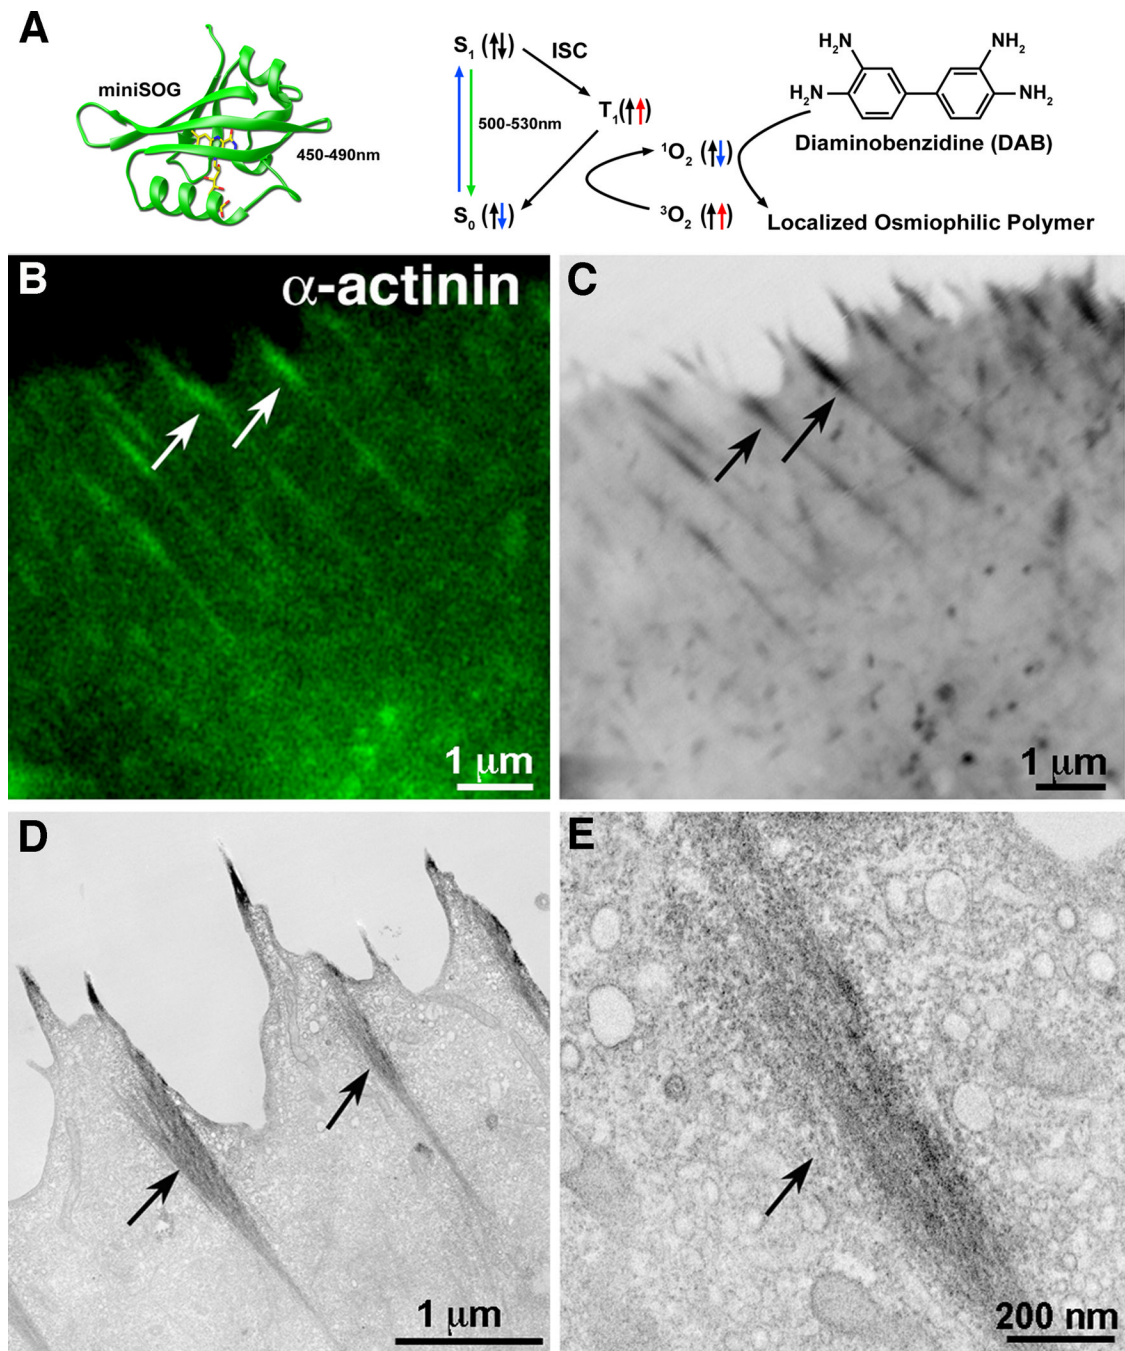 A
miniSOG
450-490nm
S1 (↑↓)
ISC
500-530nm
T1(↑↑)
S0 (↑↓)
1O2 (↑↓)
3O2 (↑↑)
H2N
NH2
H2N
NH2
Diaminobenzidine (DAB)
Localized Osmiophilic Polymer
B
α-actinin
1 μm
C
1 μm
D
1 μm
E
200 nm